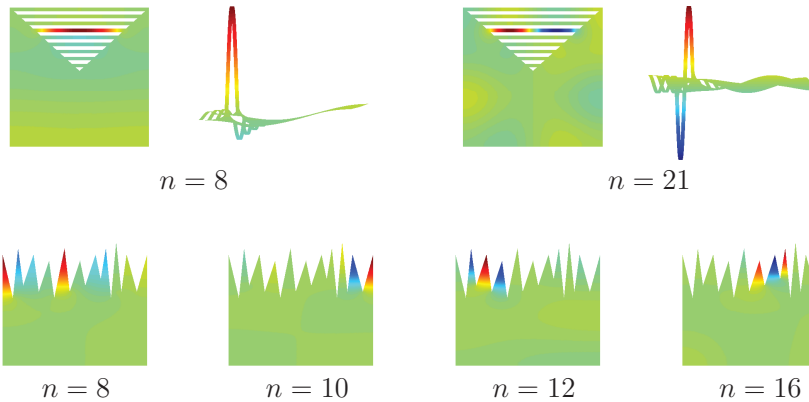 n = 8
n = 21
n = 8
n = 10
n = 12
n = 16